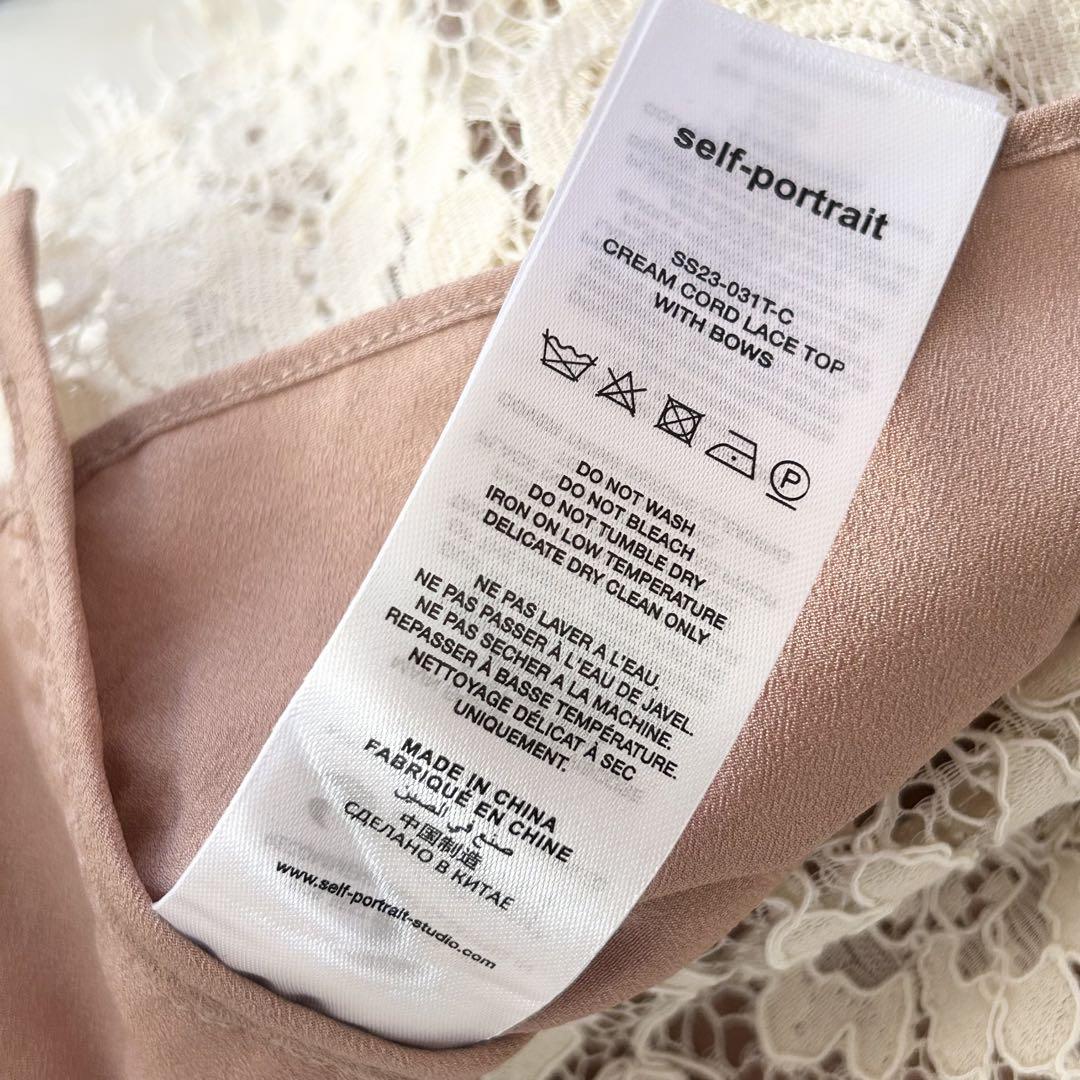 self-portrait
SS23-031T-C
CREAM CORD LACE TOP
WITH BOWS
P
DO NOT WASH
DO NOT BLEACH
DO NOT TUMBLE DRY
IRON ON LOW TEMPERATURE
DELICATE DRY CLEAN ONLY
NE PAS LAVER A L'EAU.
NE PAS PASSER À L'EAU DE JAVEL.
NE PAS SECHER A LA MACHINE.
REPASSER À BASSE TEMPÉRATURE.
NETTOYAGE DÉLICAT À SEC
UNIQUEMENT.
MADE IN CHINA
FABRIQUÉ EN CHINE
صنع في الصين
中国制造
СДЕЛАНО В КИТАЕ
www.self-portrait-studio.com